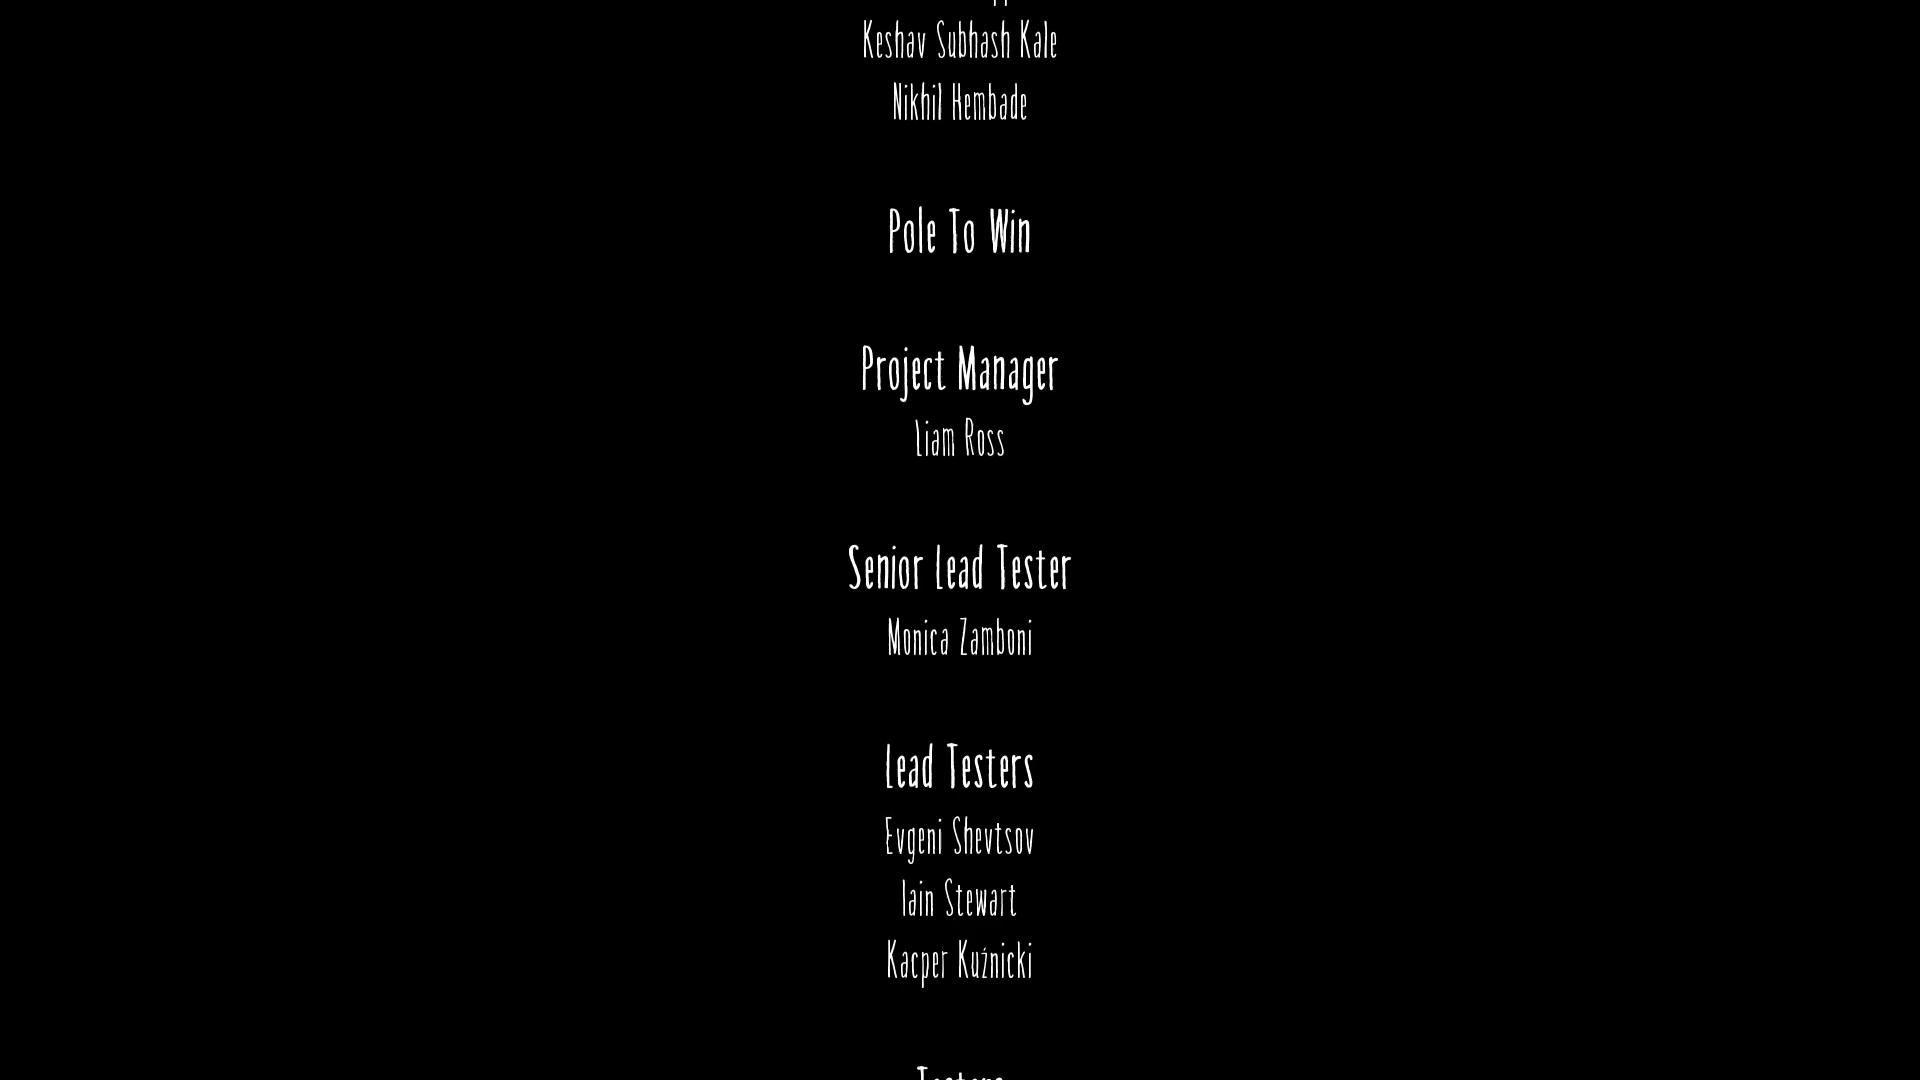 Keshav Subhash Kale
Nikhil Hembade
Pole To Win
Project Manager
Liam Ross
Senior Lead Tester
Monica Zamboni
Lead Testers
Evgeni Shevtsov
Iain Stewart
Kacper Kuźnicki
Testers